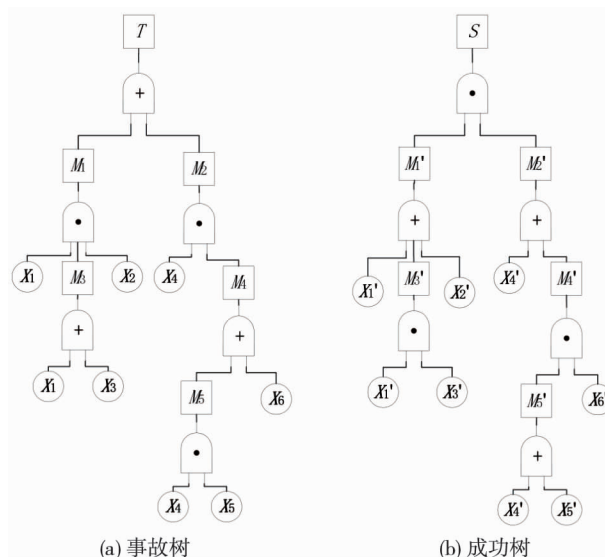 T S
+ •
M1 M2 M1' M2'
• • + +
X1 M3 X2 X4 M4 X1' M3' X2' X4' M4'
+ + • •
X1 X3 M5 X6 X1' X3' M5' X6'
• +
X4 X5 X4' X5'
(a) 事故树 (b) 成功树